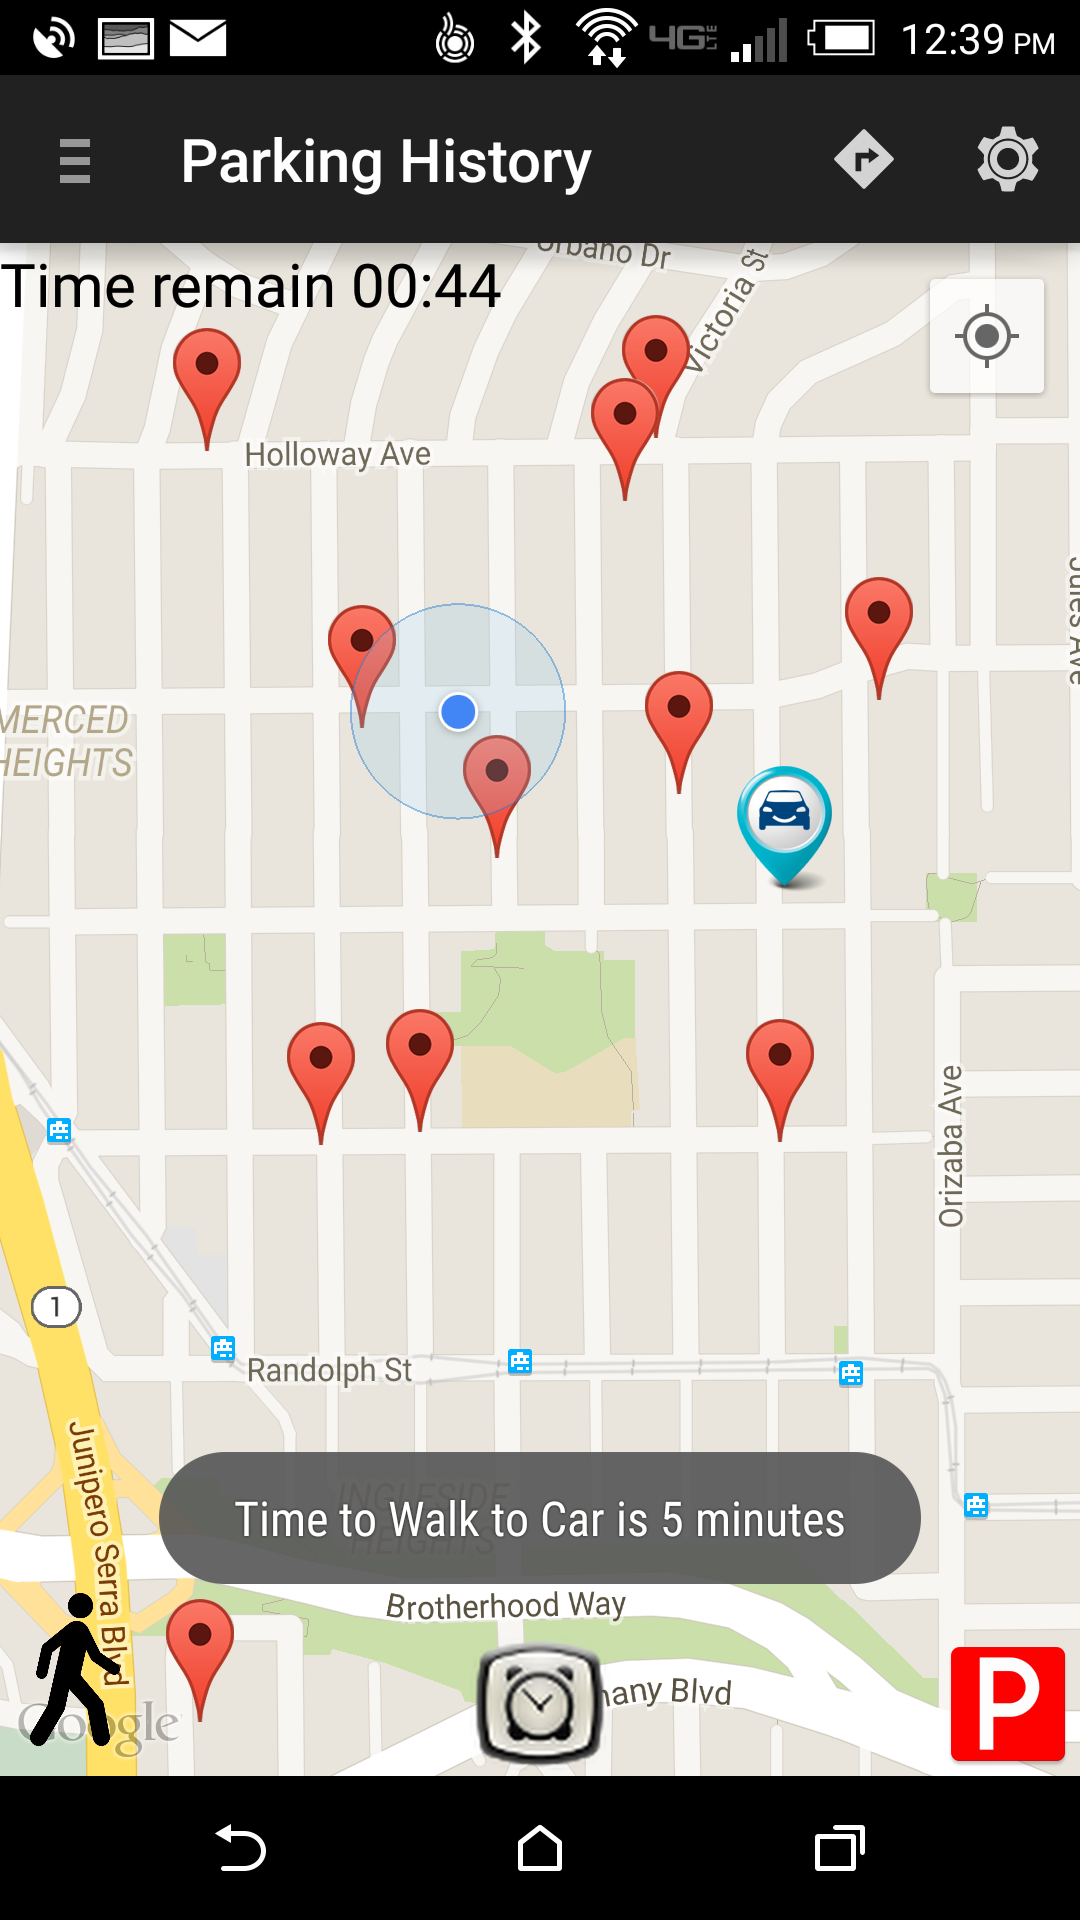 4G LTE
12:39 PM
Parking History
Urbano Dr
Time remain 00:44
Victoria St
Holloway Ave
Jules Ave
MERCED
HEIGHTS
Orizaba Ave
1
Randolph St
Junipero Serra Blvd
INGLESIDE
HEIGHTS
Time to Walk to Car is 5 minutes
Brotherhood Way
many Blvd
P
Google